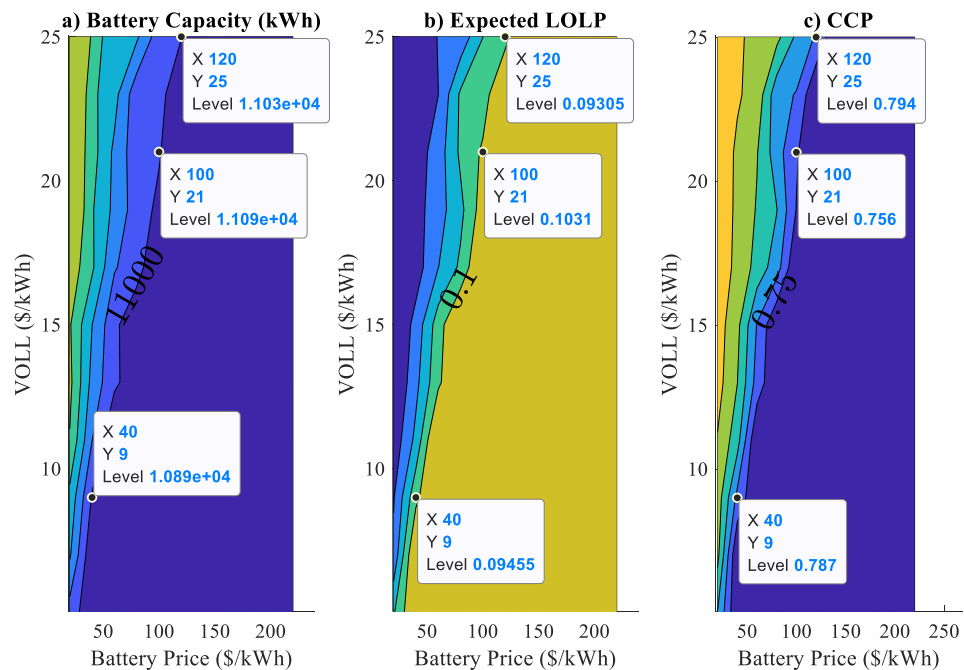 a) Battery Capacity (kWh)
25
20
15
10
VOLL ($/kWh)
X 120
Y 25
Level 1.103e+04
X 100
Y 21
Level 1.109e+04
11000
X 40
Y 9
Level 1.089e+04
50 100 150 200
Battery Price ($/kWh)
b) Expected LOLP
25
20
15
10
VOLL ($/kWh)
X 120
Y 25
Level 0.09305
X 100
Y 21
Level 0.1031
0.1
X 40
Y 9
Level 0.09455
50 100 150 200
Battery Price ($/kWh)
c) CCP
25
20
15
10
VOLL ($/kWh)
X 120
Y 25
Level 0.794
X 100
Y 21
Level 0.756
0.75
X 40
Y 9
Level 0.787
50 100 150 200 250
Battery Price ($/kWh)